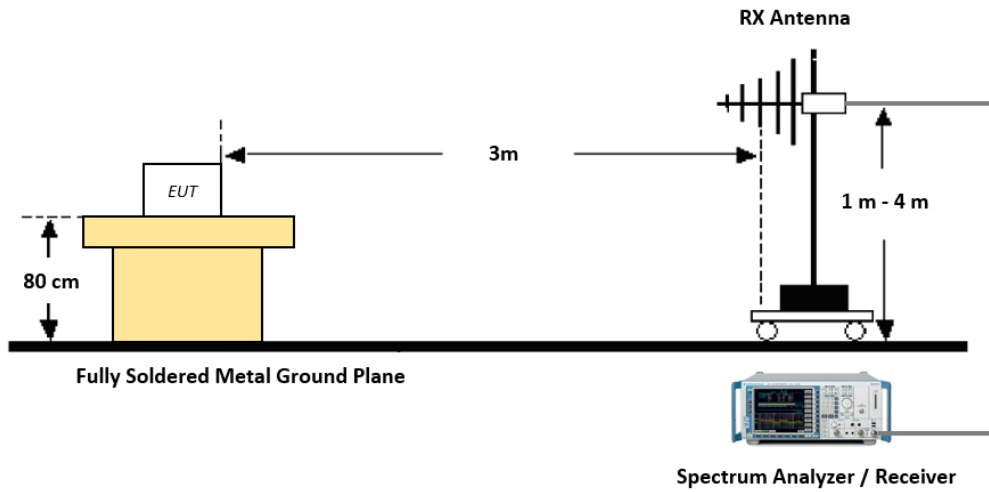 RX Antenna
3m
EUT
1 m - 4 m
80 cm
Fully Soldered Metal Ground Plane
Spectrum Analyzer / Receiver